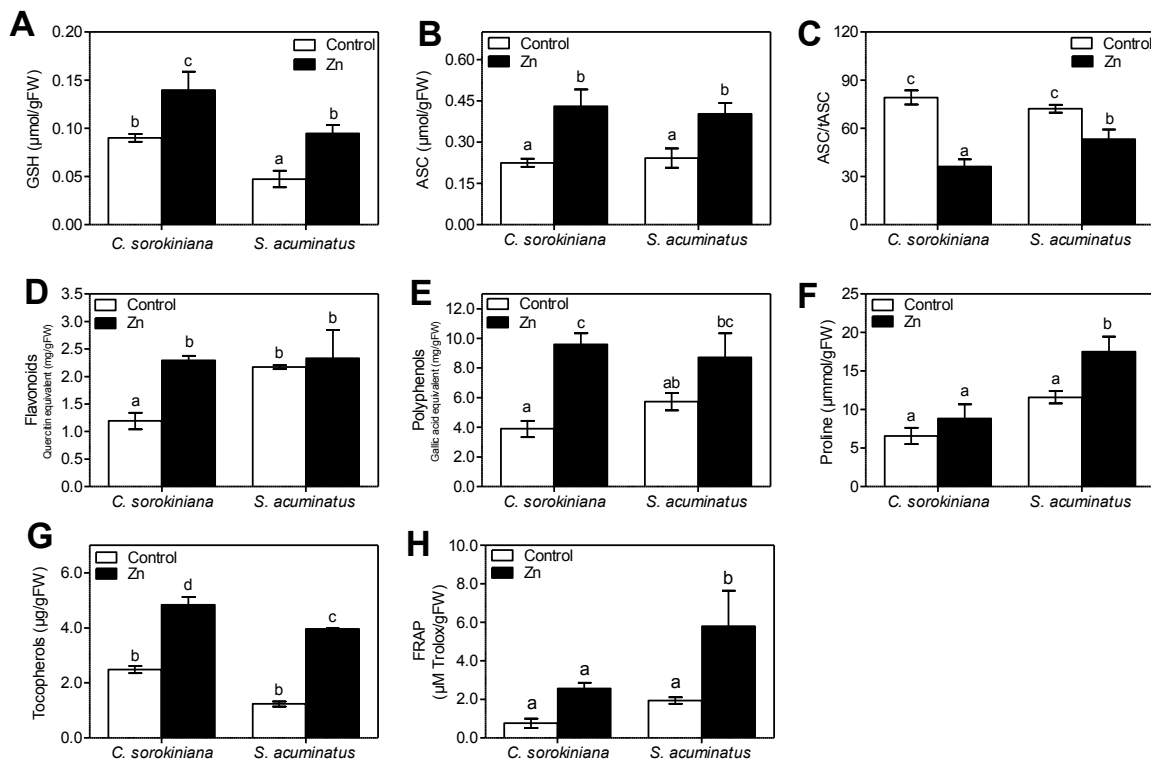 A
GSH (µmol/gFW)
0.20
0.15
0.10
0.05
0.00
Control
Zn
b
c
a
b
C. sorokiniana
S. acuminatus
B
ASC (µmol/gFW)
0.60
0.45
0.30
0.15
0.00
Control
Zn
a
b
a
b
C. sorokiniana
S. acuminatus
C
ASC/tASC
120
90
60
30
0
Control
Zn
c
a
c
b
C. sorokiniana
S. acuminatus
D
Flavonoids
Quercitin equivalent (mg/gFW)
3.5
3.0
2.5
2.0
1.5
1.0
0.5
0.0
Control
Zn
a
b
b
b
C. sorokiniana
S. acuminatus
E
Polyphenols
Gallic acid equivalent (mg/gFW)
12.0
10.0
8.0
6.0
4.0
2.0
0.0
Control
Zn
a
c
ab
bc
C. sorokiniana
S. acuminatus
F
Proline (µmmol/gFW)
25
20
15
10
5
0
Control
Zn
a
a
a
b
C. sorokiniana
S. acuminatus
G
Tocopherols (µg/gFW)
6.0
4.0
2.0
0.0
Control
Zn
b
d
b
c
C. sorokiniana
S. acuminatus
H
FRAP
(µM Trolox/gFW)
10.0
8.0
6.0
4.0
2.0
0.0
Control
Zn
a
a
a
b
C. sorokiniana
S. acuminatus